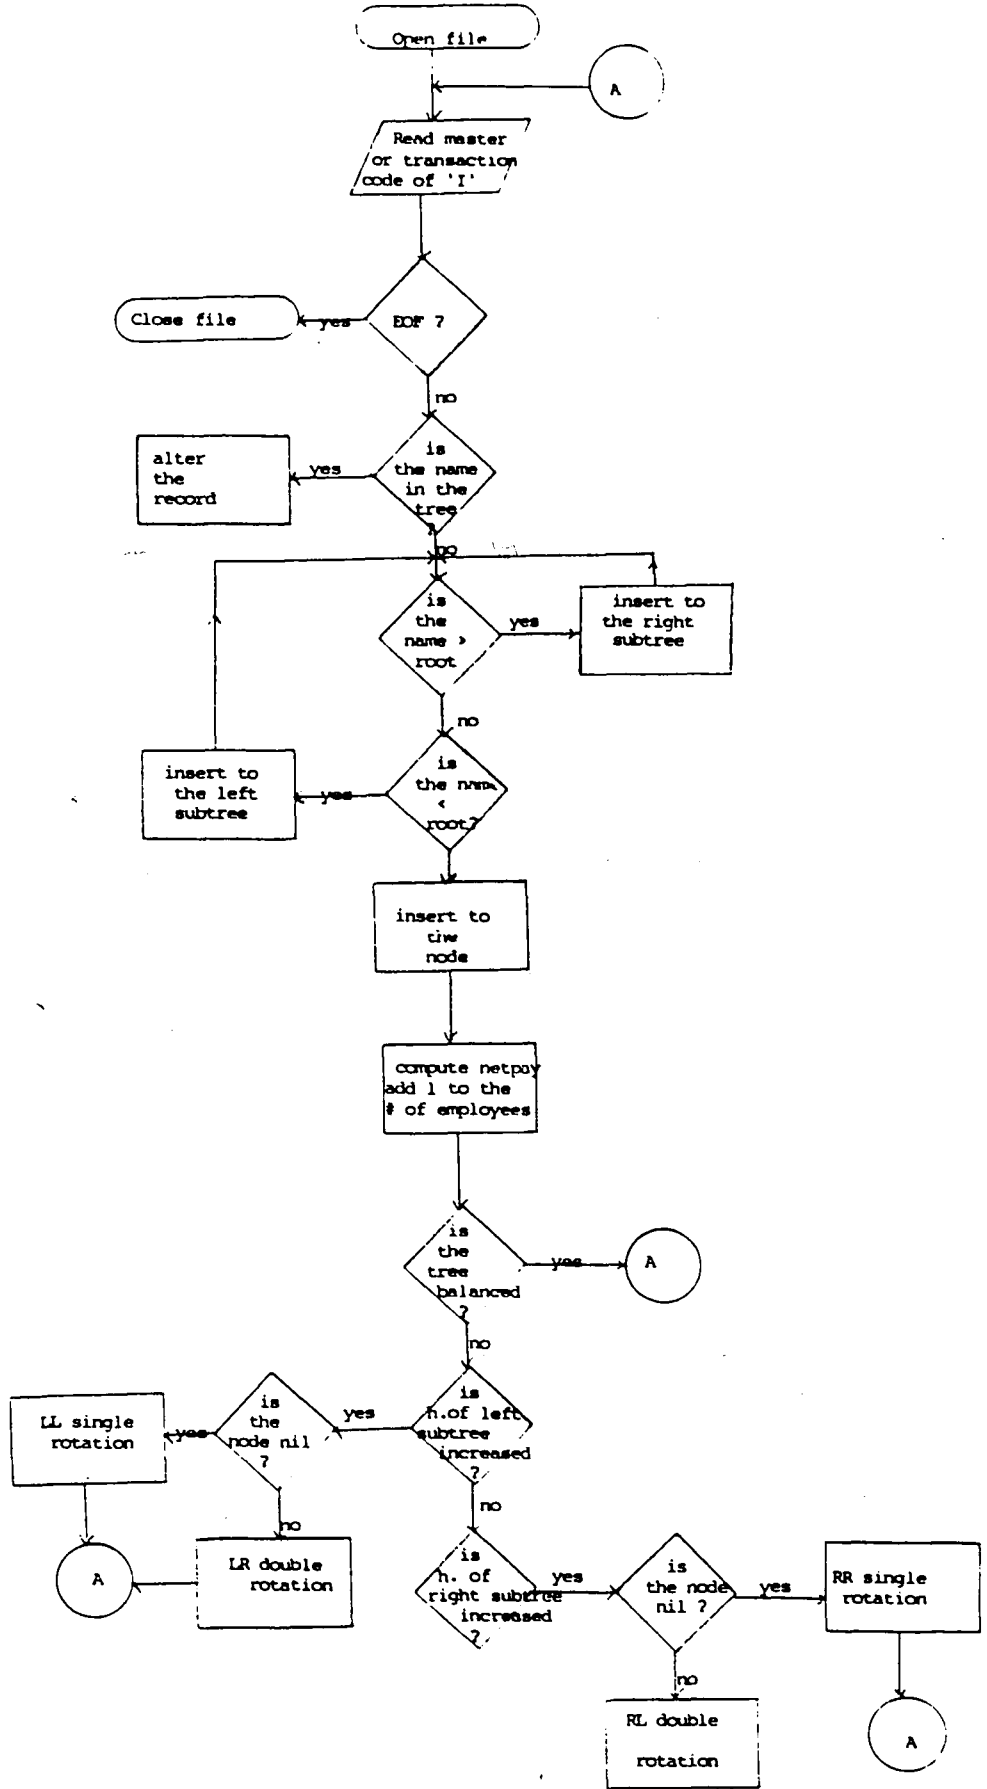 Open file
A
Read master
or transaction
code of 'I'
EOF ?
yes
Close file
no
is
the name
in the
tree
?
yes
alter
the
record
no
is
the
name >
root
yes
insert to
the right
subtree
no
is
the name
<
root?
yes
insert to
the left
subtree
insert to
the
node
compute netpay
add 1 to the
# of employees
is
the
tree
balanced
?
yes
A
no
is
h.of left
subtree
increased
?
yes
is
the
node nil
?
yes
LL single
rotation
no
LR double
rotation
A
no
is
h. of
right subtree
increased
?
yes
is
the node
nil ?
yes
RR single
rotation
A
no
RL double
rotation